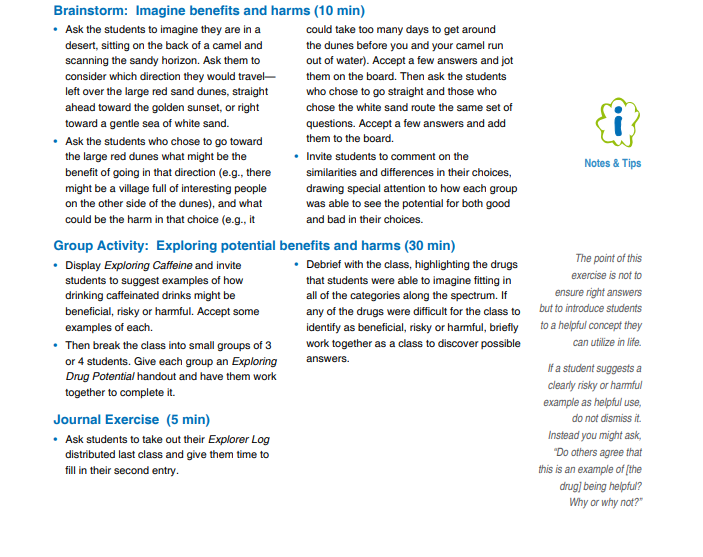 Brainstorm:  Imagine benefits and harms (10 min)
• Ask the students to imagine they are in a
desert, sitting on the back of a camel and
scanning the sandy horizon. Ask them to
consider which direction they would travel—
left over the large red sand dunes, straight
ahead toward the golden sunset, or right
toward a gentle sea of white sand.
• Ask the students who chose to go toward
the large red dunes what might be the
benefit of going in that direction (e.g., there
might be a village full of interesting people
on the other side of the dunes), and what
could be the harm in that choice (e.g., it
could take too many days to get around
the dunes before you and your camel run
out of water). Accept a few answers and jot
them on the board. Then ask the students
who chose to go straight and those who
chose the white sand route the same set of
questions. Accept a few answers and add
them to the board.
• Invite students to comment on the
similarities and differences in their choices,
drawing special attention to how each group
was able to see the potential for both good
and bad in their choices.
i
Notes & Tips
Group Activity:  Exploring potential benefits and harms (30 min)
• Display Exploring Caffeine and invite
students to suggest examples of how
drinking caffeinated drinks might be
beneficial, risky or harmful. Accept some
examples of each.
• Then break the class into small groups of 3
or 4 students. Give each group an Exploring
Drug Potential handout and have them work
together to complete it.
• Debrief with the class, highlighting the drugs
that students were able to imagine fitting in
all of the categories along the spectrum. If
any of the drugs were difficult for the class to
identify as beneficial, risky or harmful, briefly
work together as a class to discover possible
answers.
The point of this
exercise is not to
ensure right answers
but to introduce students
to a helpful concept they
can utilize in life.
If a student suggests a
clearly risky or harmful
example as helpful use,
do not dismiss it.
Instead you might ask,
“Do others agree that
this is an example of [the
drug] being helpful?
Why or why not?”
Journal Exercise  (5 min)
• Ask students to take out their Explorer Log
distributed last class and give them time to
fill in their second entry.